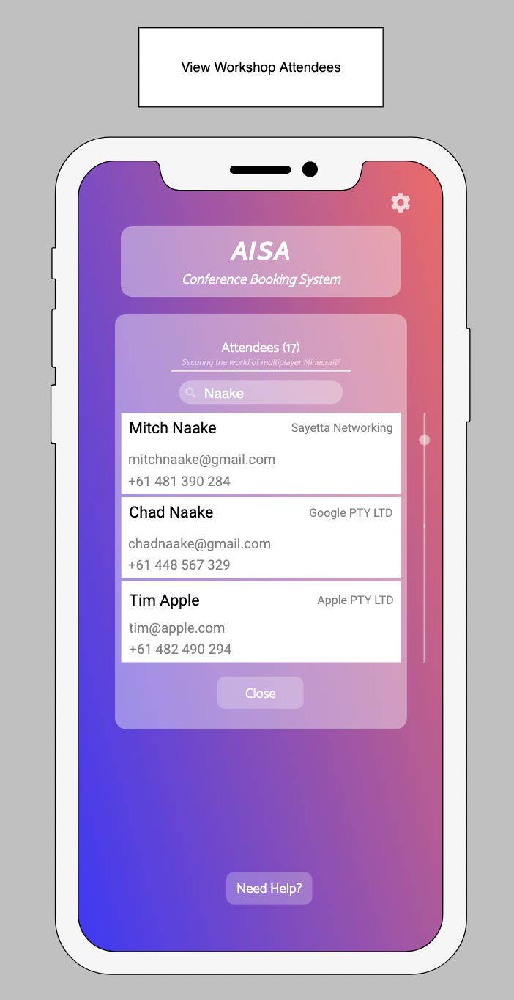 View Workshop Attendees
AISA
Conference Booking System
Attendees (17)
Securing the world of multiplayer Minecraft!
Naake
Mitch Naake
Sayetta Networking
mitchnaake@gmail.com
+61 481 390 284
Chad Naake
Google PTY LTD
chadnaake@gmail.com
+61 448 567 329
Tim Apple
Apple PTY LTD
tim@apple.com
+61 482 490 294
Close
Need Help?